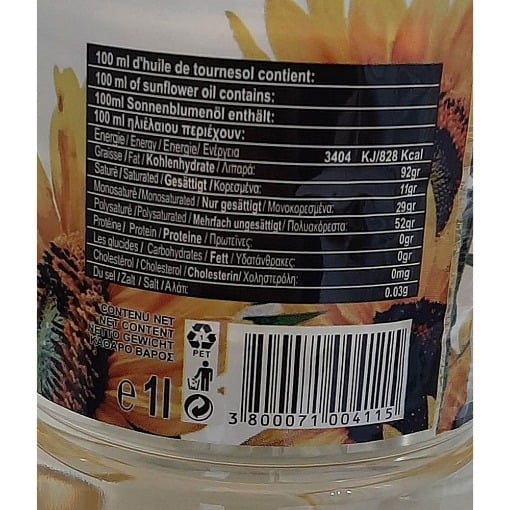 100 ml d'huile de tournesol contient:
100 ml of sunflower oil contains:
100ml Sonnenblumenöl enthält:
100 ml ηλιέλαιου περιέχουν:
Energie / Energy / Energie / Ενέργεια 3404 KJ/828 Kcal
Graisse / Fat / Kohlenhydrate / Λιπαρά: 92gr
Saturé / Saturated / Gesättigt / Κορεσμένα: 11gr
Monosaturé / Monosaturated / Nur gesättigt / Μονοκορεσμένα: 29gr
Polysaturé / Polysaturated / Mehrfach ungesättigt / Πολυακόρεστα: 52gr
Protéine / Protein / Proteine / Πρωτεΐνες: 0gr
Les glucides / Carbohydrates / Fett / Υδατάνθρακες: 0gr
Cholestérol / Cholesterol / Cholesterin / Χοληστερόλη: 0mg
Du sel / Zalt / Salt / Αλάτι: 0.03g
CONTENU NET
NET CONTENT
NETTO GEWICHT
ΚΑΘΑΡΟ ΒΑΡΟΣ
PET
e 1l
3 800071 004115